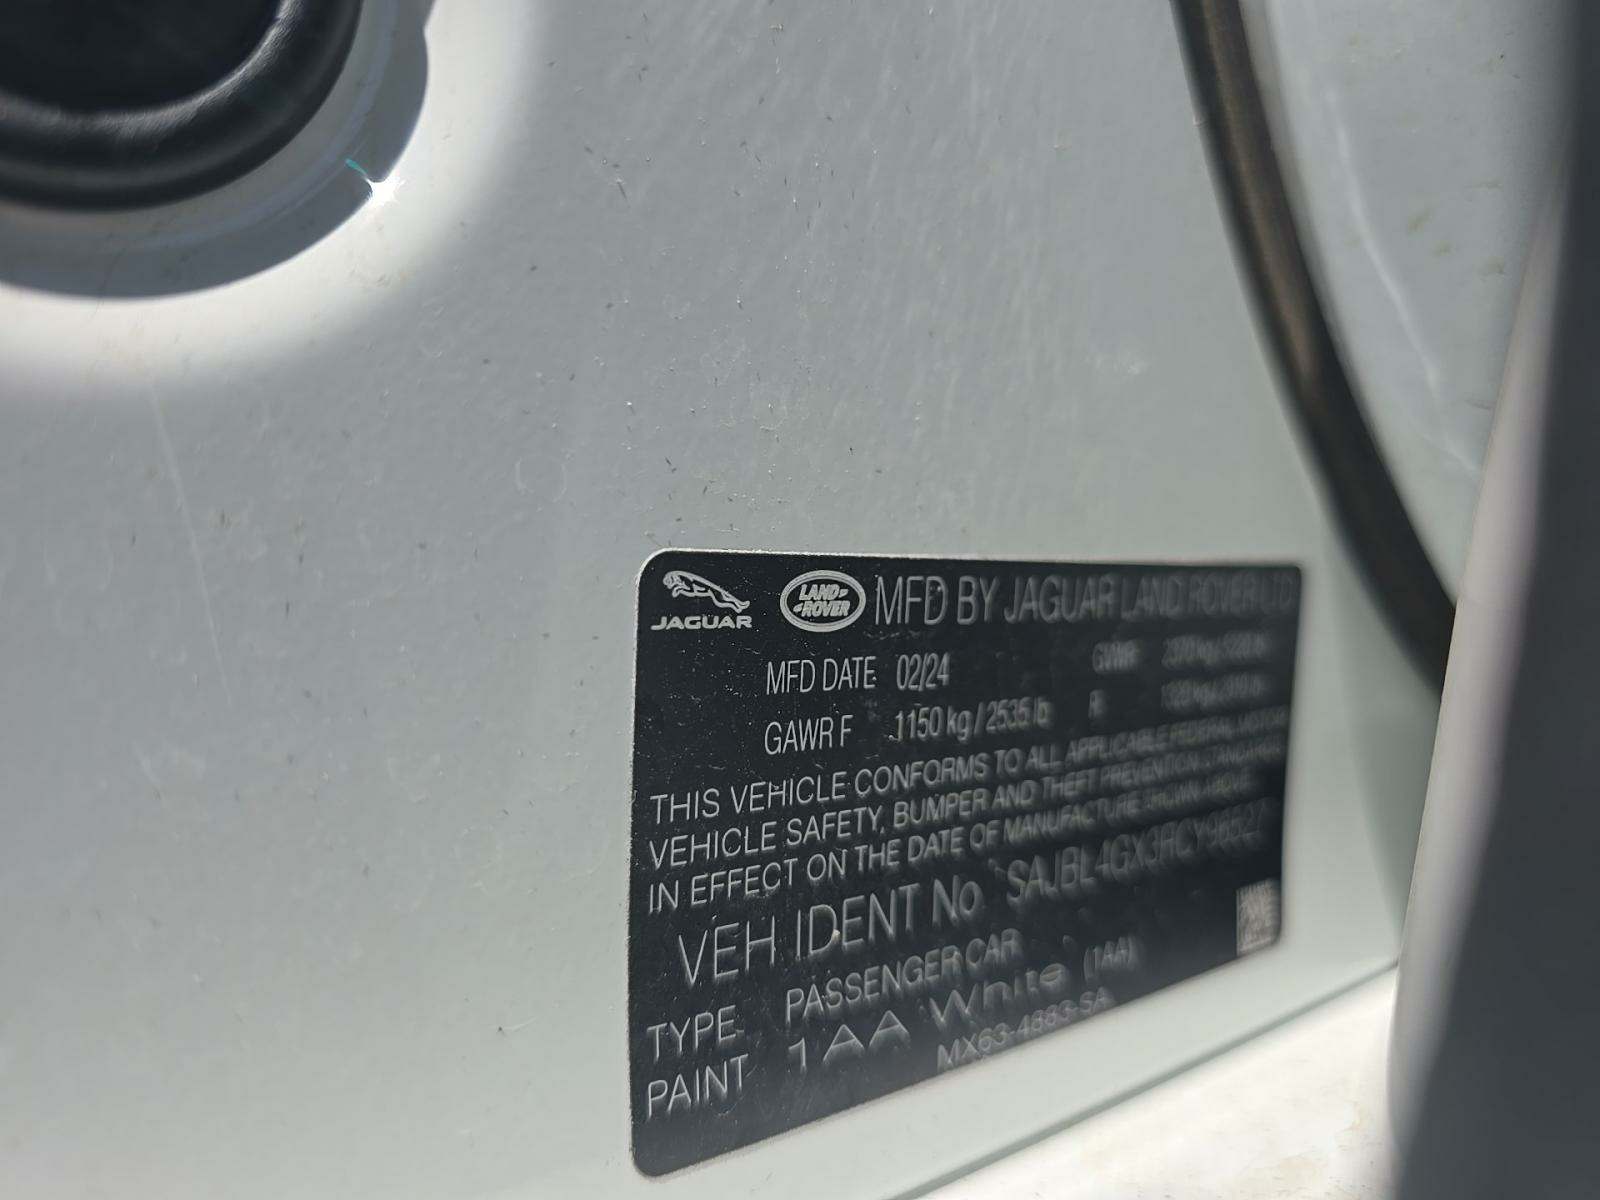 JAGUAR LAND ROVER MFD BY JAGUAR LAND ROVER LTD
MFD DATE 02/24 GVWR
GAWR F 1150 kg / 2535 lb R
THIS VEHICLE CONFORMS TO ALL APPLICABLE FEDERAL MOTOR
VEHICLE SAFETY, BUMPER AND THEFT PREVENTION STANDARDS
IN EFFECT ON THE DATE OF MANUFACTURE SHOWN ABOVE.
VEH IDENT No SAJBL4GX3RCY96527
TYPE PASSENGER CAR
PAINT 1AA White (1AA)
MX63-4883-SA